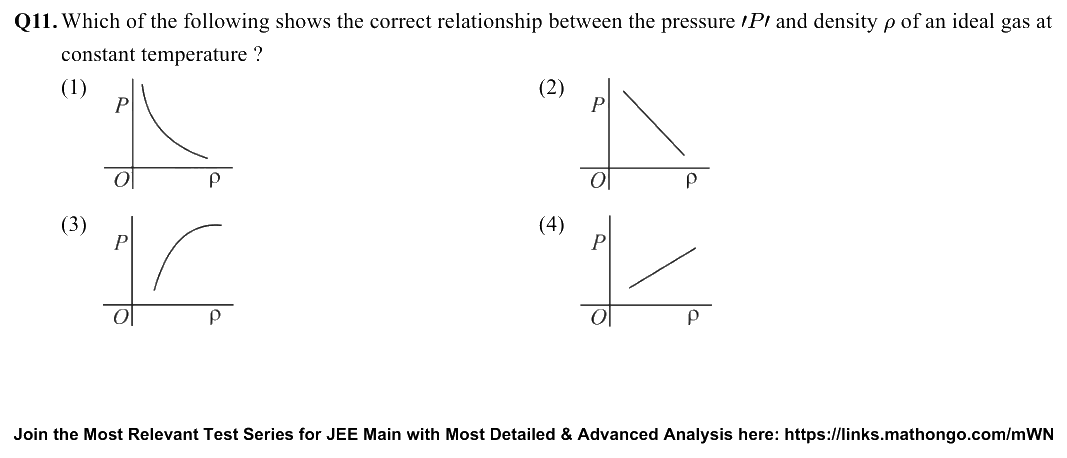 Q11. Which of the following shows the correct relationship between the pressure ′P′ and density ρ of an ideal gas at
constant temperature ?
(1)
P
O
ρ
(2)
P
O
ρ
(3)
P
O
ρ
(4)
P
O
ρ
Join the Most Relevant Test Series for JEE Main with Most Detailed & Advanced Analysis here: https://links.mathongo.com/mWN